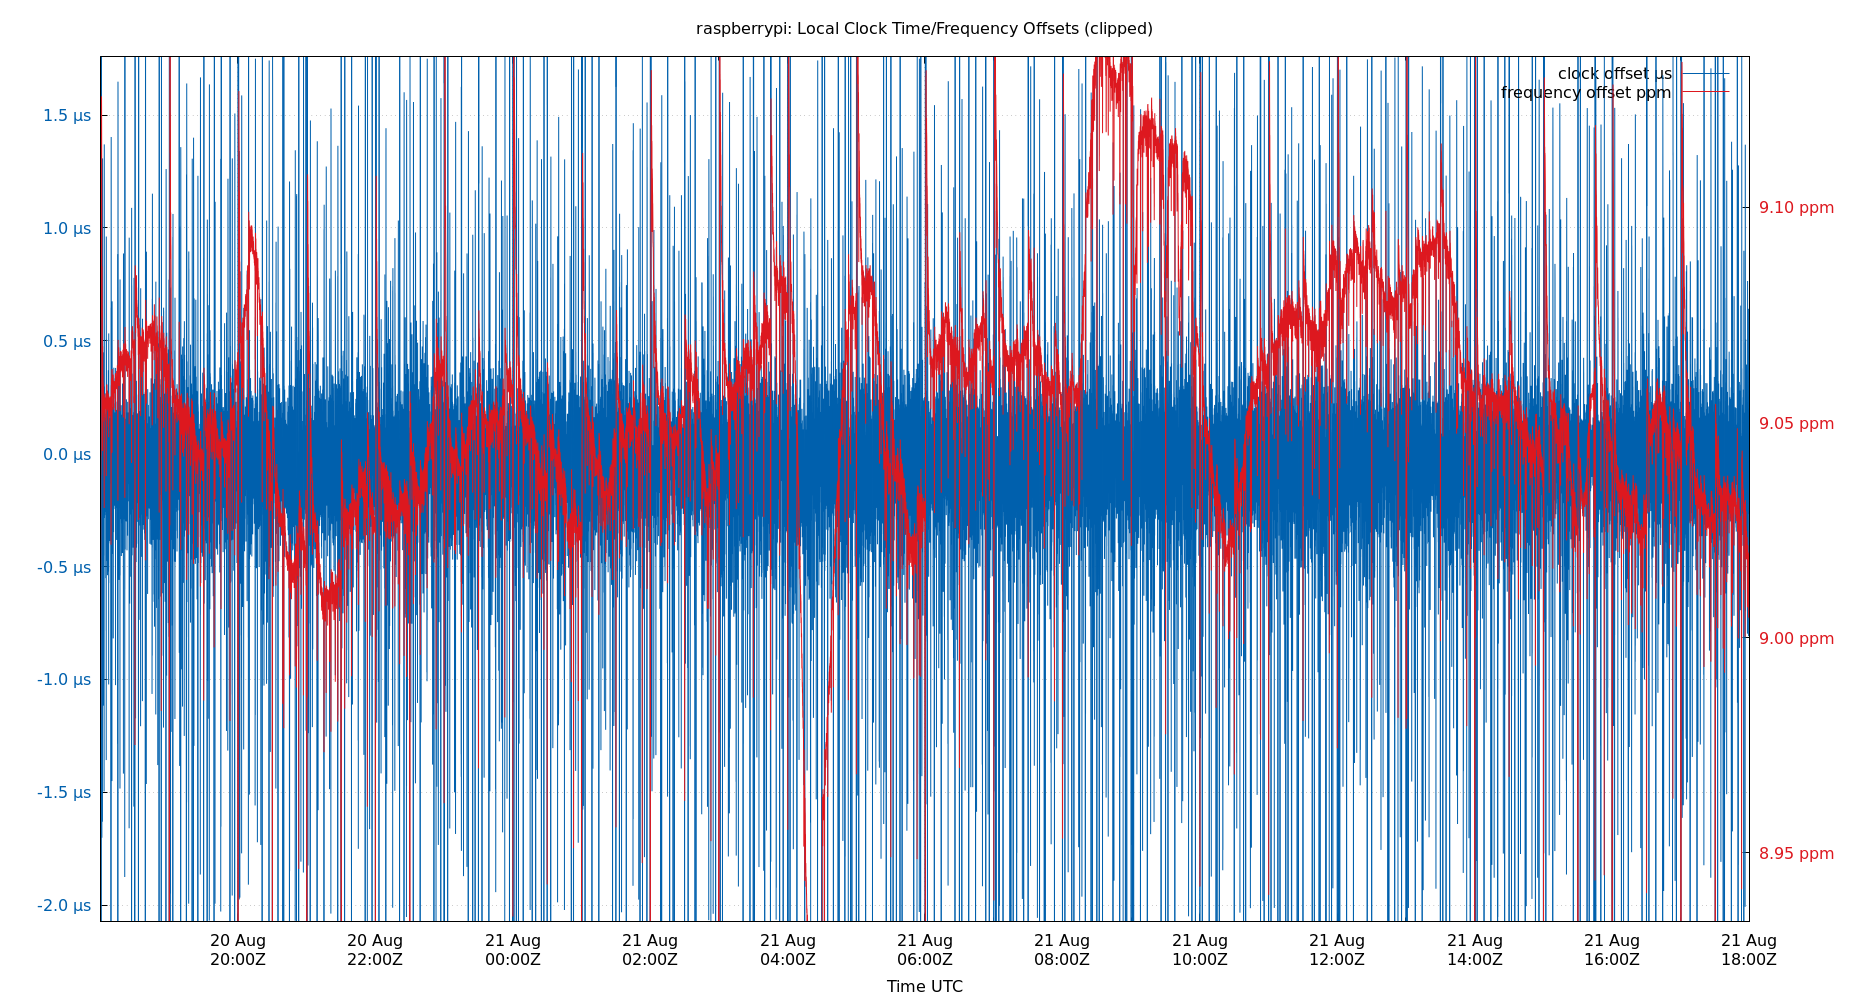 raspberrypi: Local Clock Time/Frequency Offsets (clipped)
clock offset µs
frequency offset ppm
1.5 µs
1.0 µs
0.5 µs
0.0 µs
-0.5 µs
-1.0 µs
-1.5 µs
-2.0 µs
9.10 ppm
9.05 ppm
9.00 ppm
8.95 ppm
20 Aug
20:00Z
20 Aug
22:00Z
21 Aug
00:00Z
21 Aug
02:00Z
21 Aug
04:00Z
21 Aug
06:00Z
21 Aug
08:00Z
21 Aug
10:00Z
21 Aug
12:00Z
21 Aug
14:00Z
21 Aug
16:00Z
21 Aug
18:00Z
Time UTC